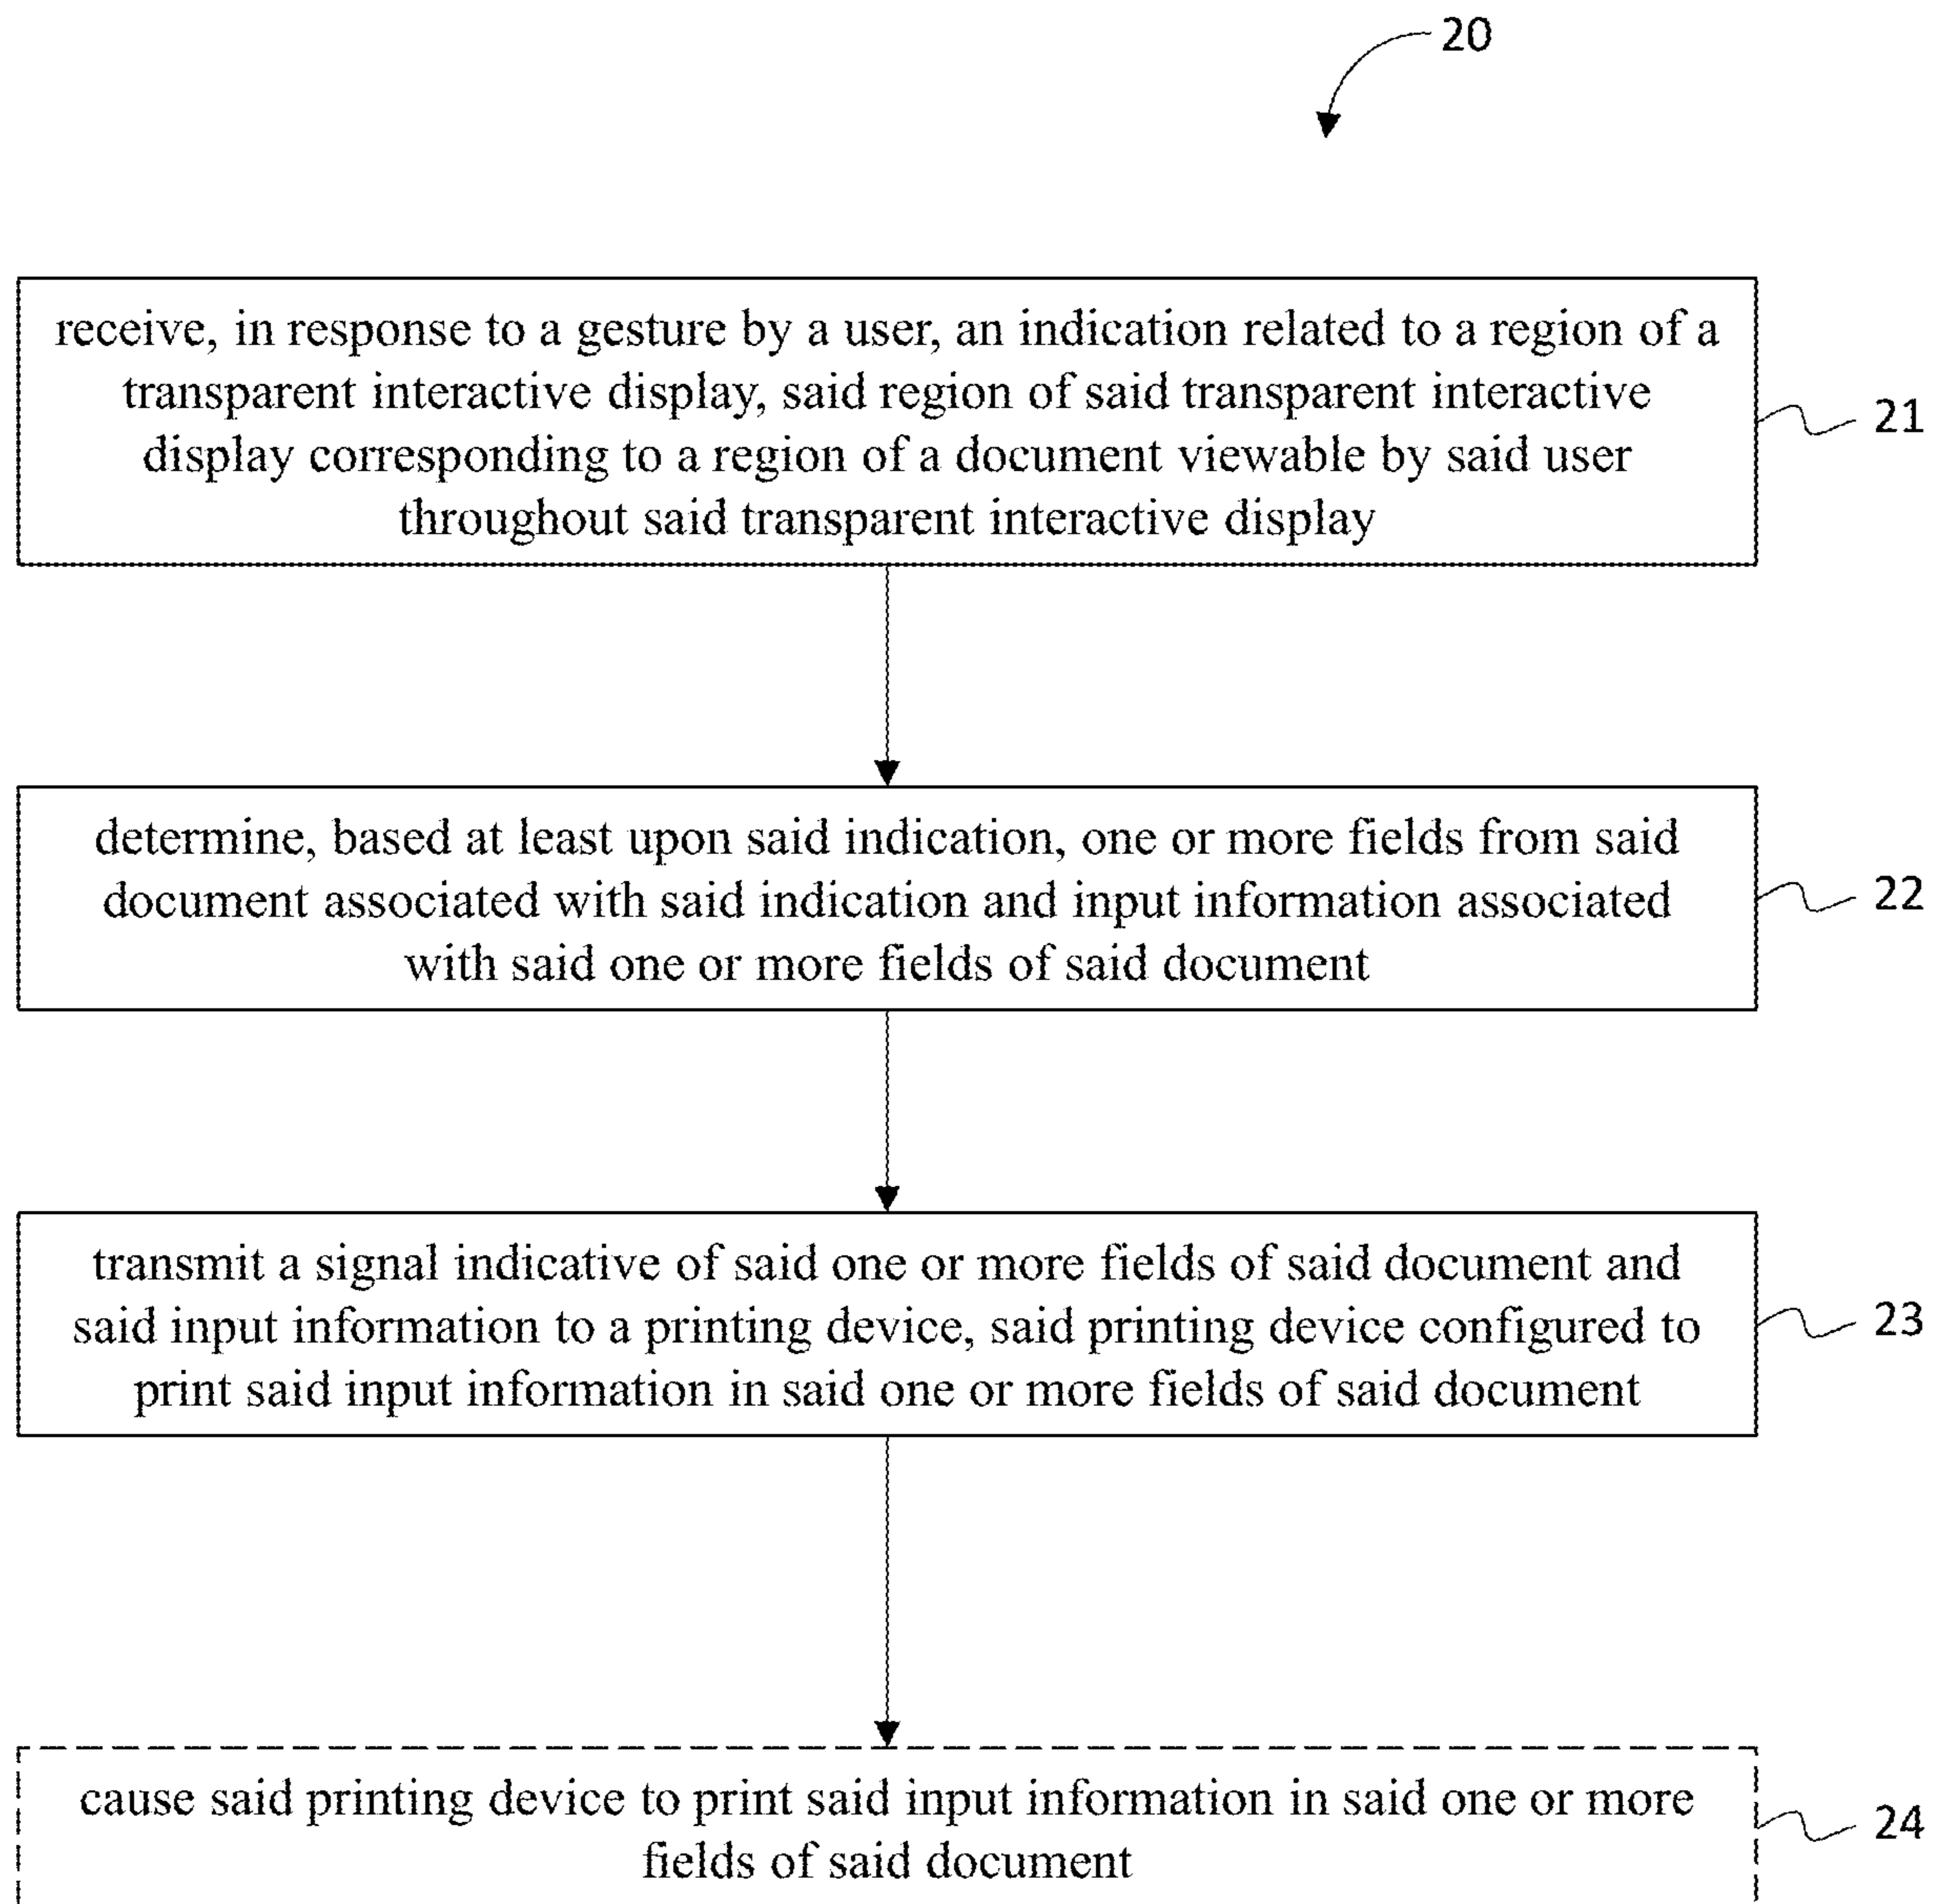 20
receive, in response to a gesture by a user, an indication related to a region of a
transparent interactive display, said region of said transparent interactive
display corresponding to a region of a document viewable by said user
throughout said transparent interactive display
21
determine, based at least upon said indication, one or more fields from said
document associated with said indication and input information associated
with said one or more fields of said document
22
transmit a signal indicative of said one or more fields of said document and
said input information to a printing device, said printing device configured to
print said input information in said one or more fields of said document
23
cause said printing device to print said input information in said one or more
fields of said document
24